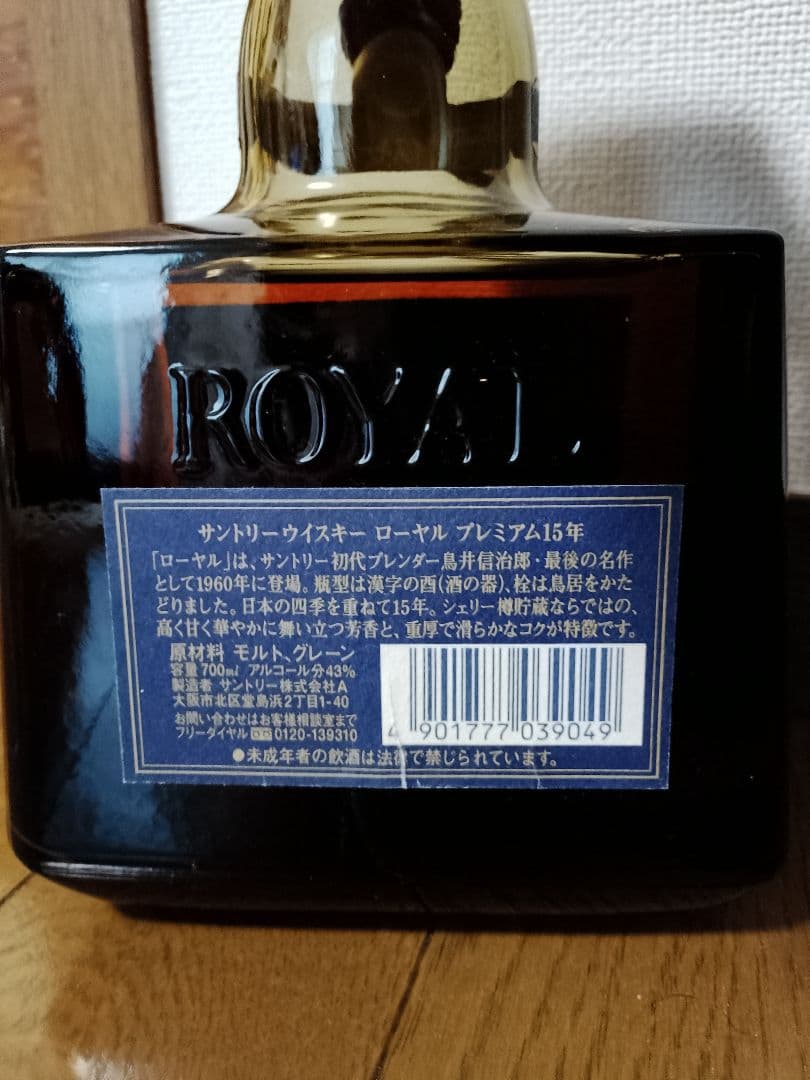 ROYAL
サントリーウイスキー ローヤル プレミアム15年
「ローヤル」は、サントリー初代ブレンダー鳥井信治郎・最後の名作
として1960年に登場。瓶型は漢字の酉(酒の器)、栓は鳥居をかた
どりました。日本の四季を重ねて15年。シェリー樽貯蔵ならではの、
高く甘く華やかに舞い立つ芳香と、重厚で滑らかなコクが特徴です。
原材料 モルト、グレーン
容量 700ml アルコール分43%
製造者 サントリー株式会社A
大阪市北区堂島浜2丁目1-40
お問い合わせはお客様相談室まで
フリーダイヤル 0120-139310
4 901777 039049
●未成年者の飲酒は法律で禁じられています。